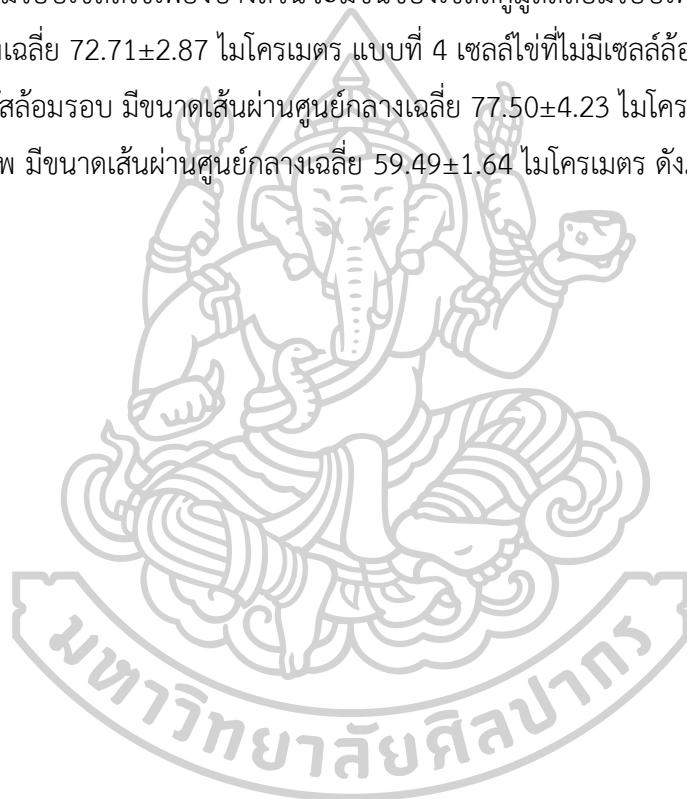 เฉลี่ย 72.71±2.87 ไมโครเมตร แบบที่ 4 เซลล์ไข่ที่ไม่มีเซลล์ล้อ
สล้อมรอบ มีขนาดเส้นผ่านศูนย์กลางเฉลี่ย 77.50±4.23 ไมโคร
พ มีขนาดเส้นผ่านศูนย์กลางเฉลี่ย 59.49±1.64 ไมโครเมตร ดัง
มหาวิทยาลัยศิลปากร